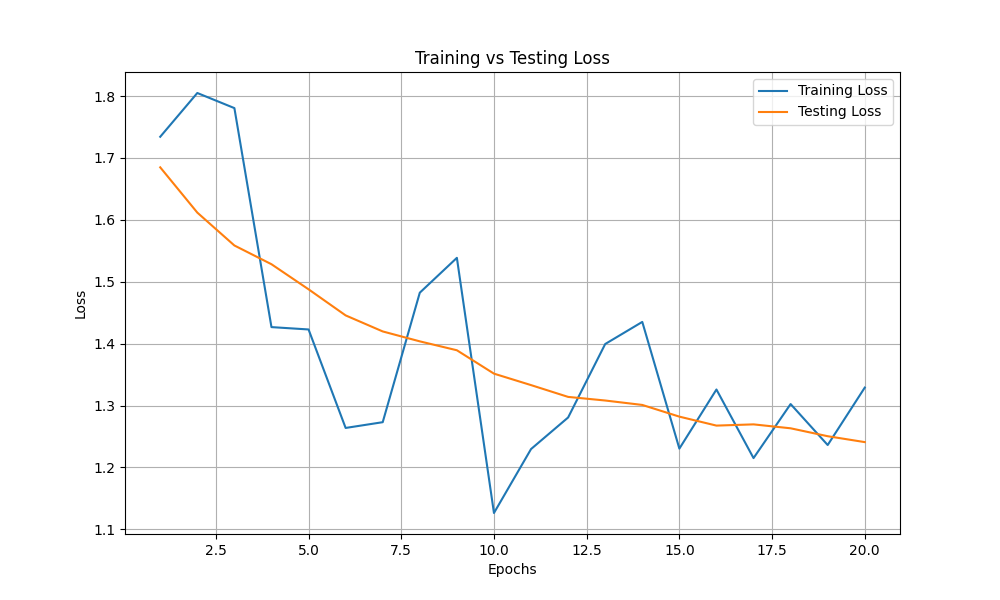 Training vs Testing Loss
Training Loss
Testing Loss
1.8
1.7
1.6
1.5
1.4
1.3
1.2
1.1
Loss
2.5 5.0 7.5 10.0 12.5 15.0 17.5 20.0
Epochs